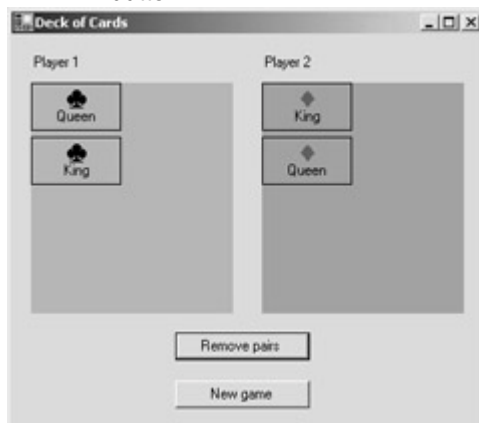 Deck of Cards
Player 1 Player 2
Queen King
King Queen
Remove pairs
New game